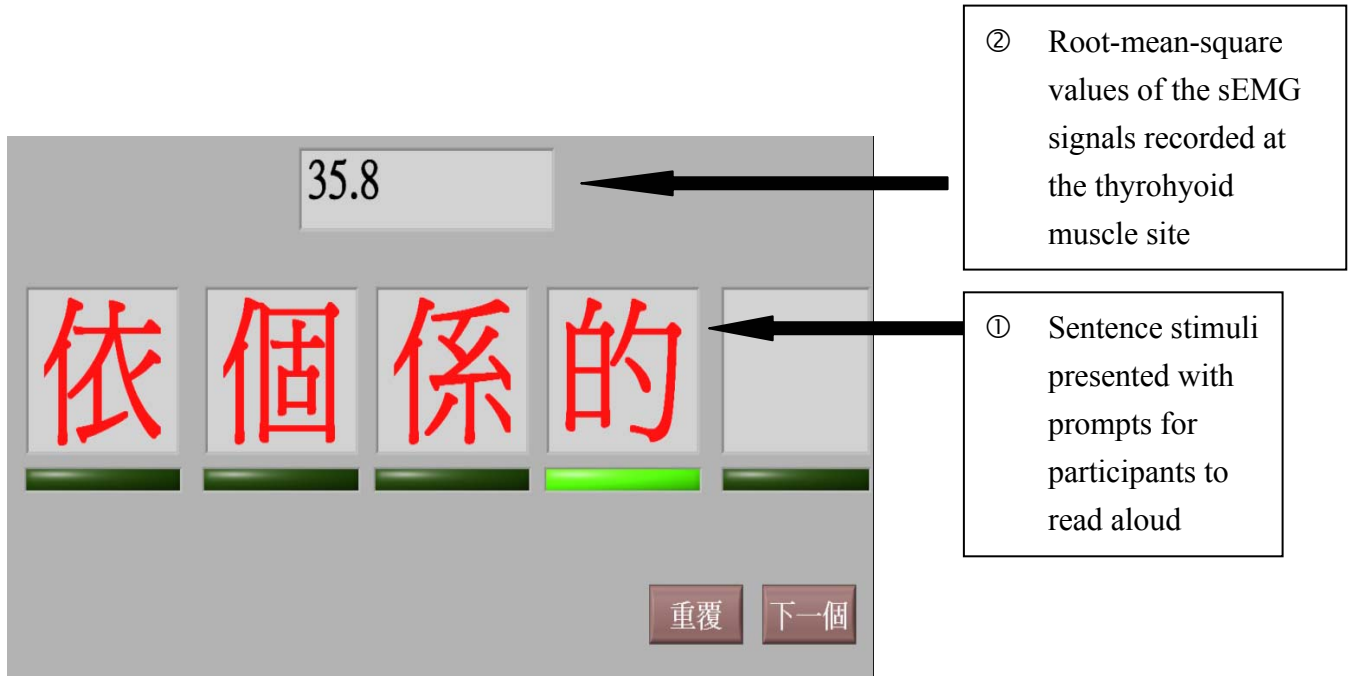 35.8
依 個 係 的
重覆 下一個
② Root-mean-square
values of the sEMG
signals recorded at
the thyrohyoid
muscle site
① Sentence stimuli
presented with
prompts for
participants to
read aloud